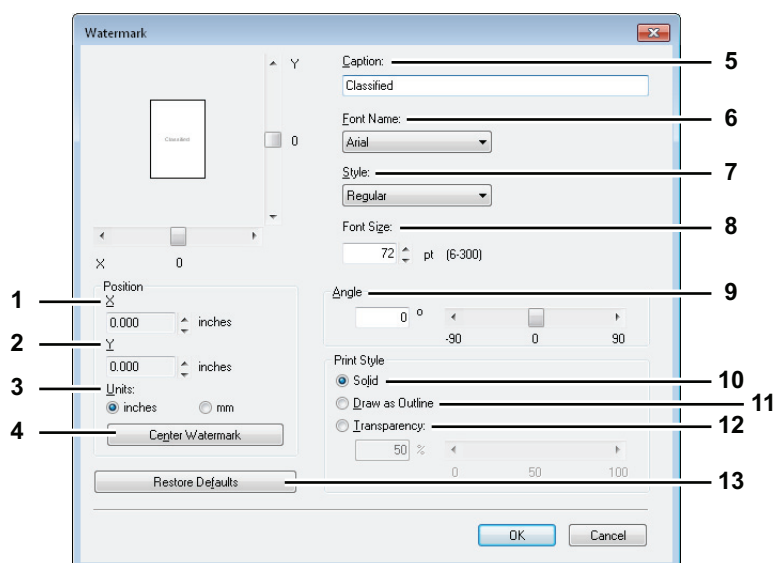 Watermark
Y
Classified
0
X 0
Position
X
0.000 inches
Y
0.000 inches
Units:
inches mm
Center Watermark
Restore Defaults
Caption:
Classified
Font Name:
Arial
Style:
Regular
Font Size:
72 pt (6-300)
Angle
0 °
-90 0 90
Print Style
Solid
Draw as Outline
Transparency:
50 %
0 50 100
OK Cancel
1
2
3
4
5
6
7
8
9
10
11
12
13